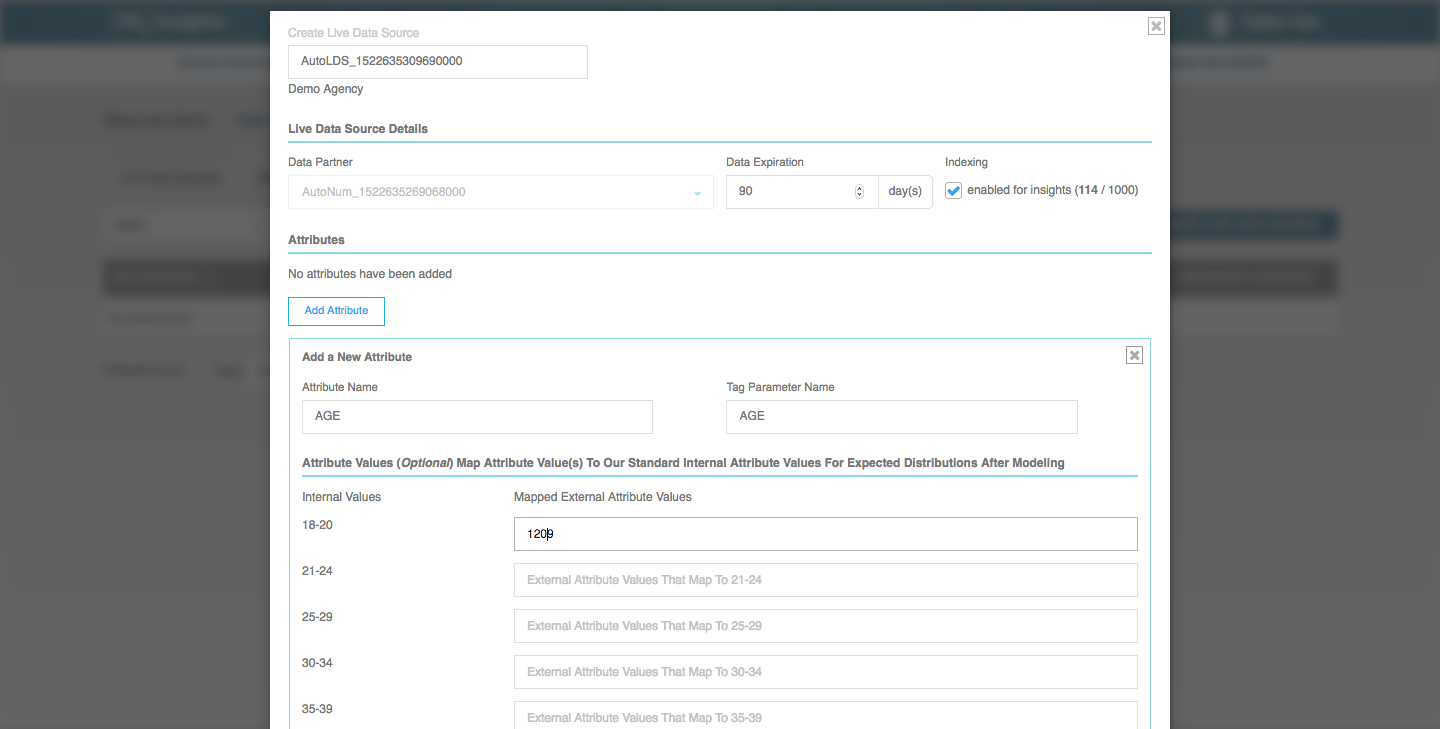 Create Live Data Source
AutoLDS_1522635309690000
Demo Agency
Live Data Source Details
Data Partner Data Expiration Indexing
AutoNum_1522635269068000 90 day(s) enabled for insights (114 / 1000)
Attributes
No attributes have been added
Add Attribute
Add a New Attribute
Attribute Name Tag Parameter Name
AGE AGE
Attribute Values (Optional) Map Attribute Value(s) To Our Standard Internal Attribute Values For Expected Distributions After Modeling
Internal Values Mapped External Attribute Values
18-20 1209
21-24 External Attribute Values That Map To 21-24
25-29 External Attribute Values That Map To 25-29
30-34 External Attribute Values That Map To 30-34
35-39 External Attribute Values That Map To 35-39